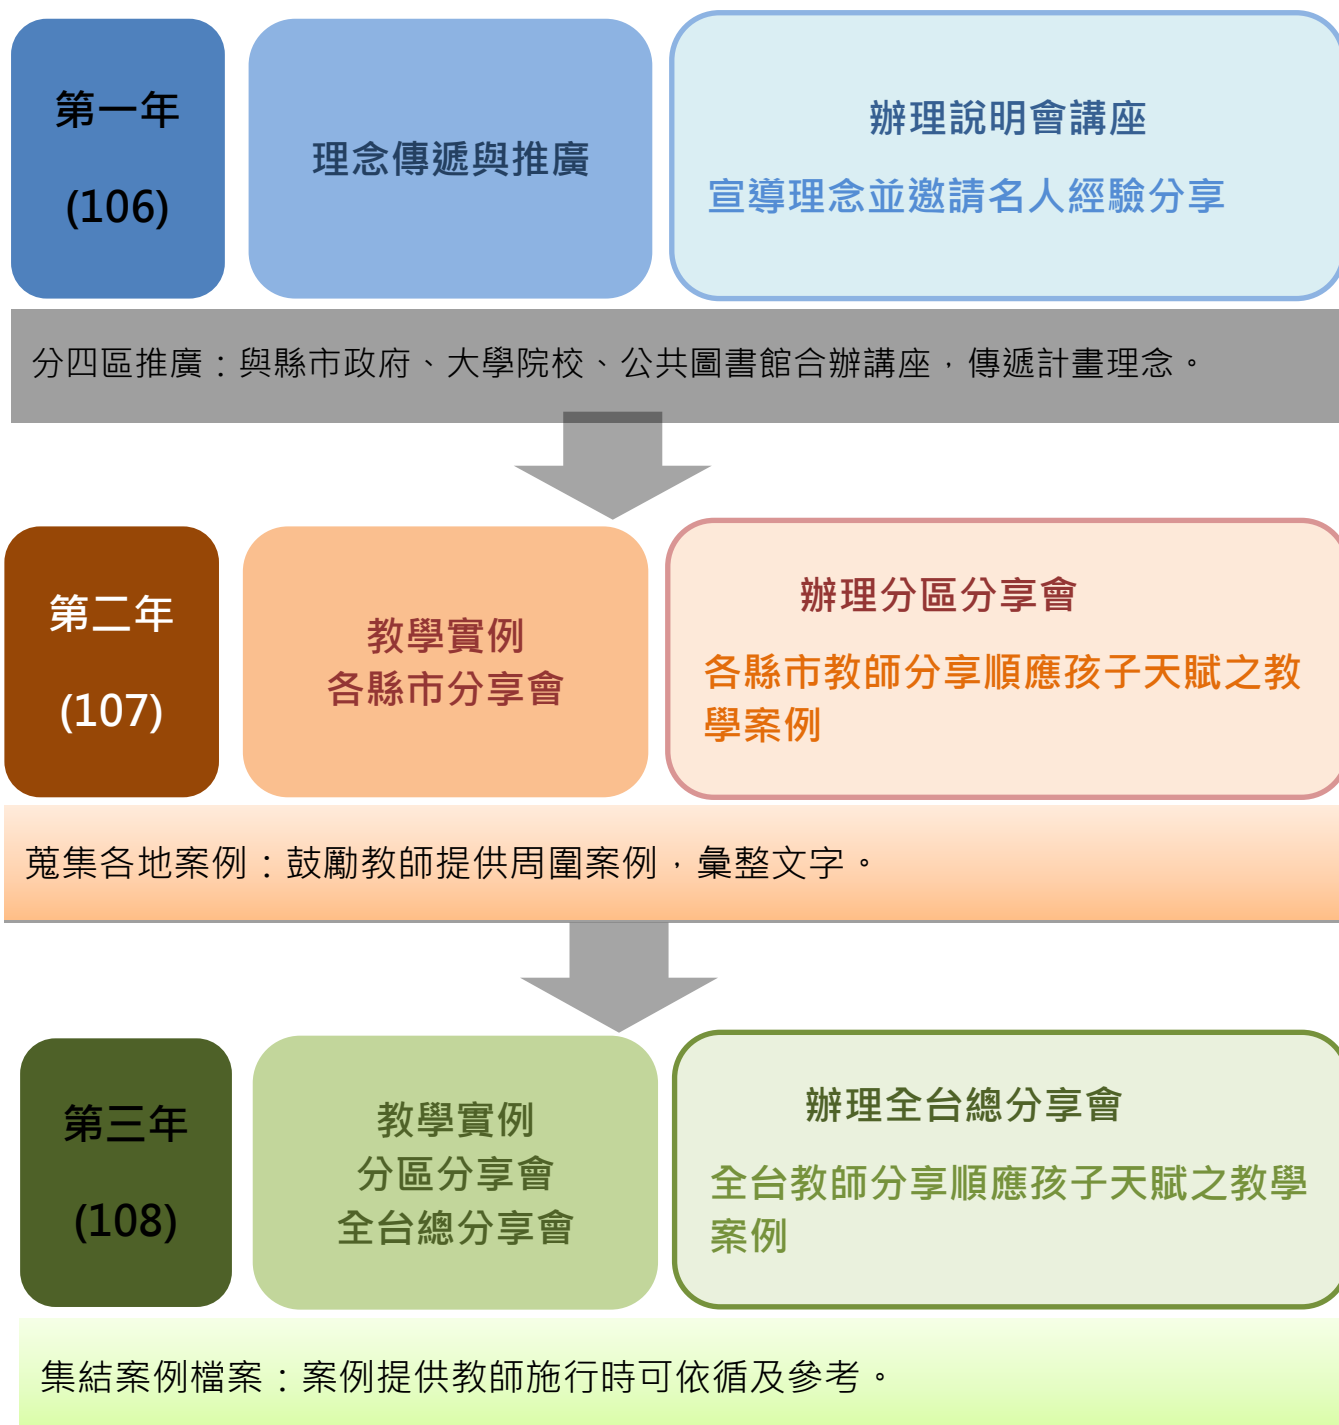 第一年
(106)
理念傳遞與推廣
辦理說明會講座
宣導理念並邀請名人經驗分享
分四區推廣：與縣市政府、大學院校、公共圖書館合辦講座，傳遞計畫理念。
第二年
(107)
教學實例
各縣市分享會
辦理分區分享會
各縣市教師分享順應孩子天賦之教
學案例
蒐集各地案例：鼓勵教師提供周圍案例，彙整文字。
第三年
(108)
教學實例
分區分享會
全台總分享會
辦理全台總分享會
全台教師分享順應孩子天賦之教學
案例
集結案例檔案：案例提供教師施行時可依循及參考。